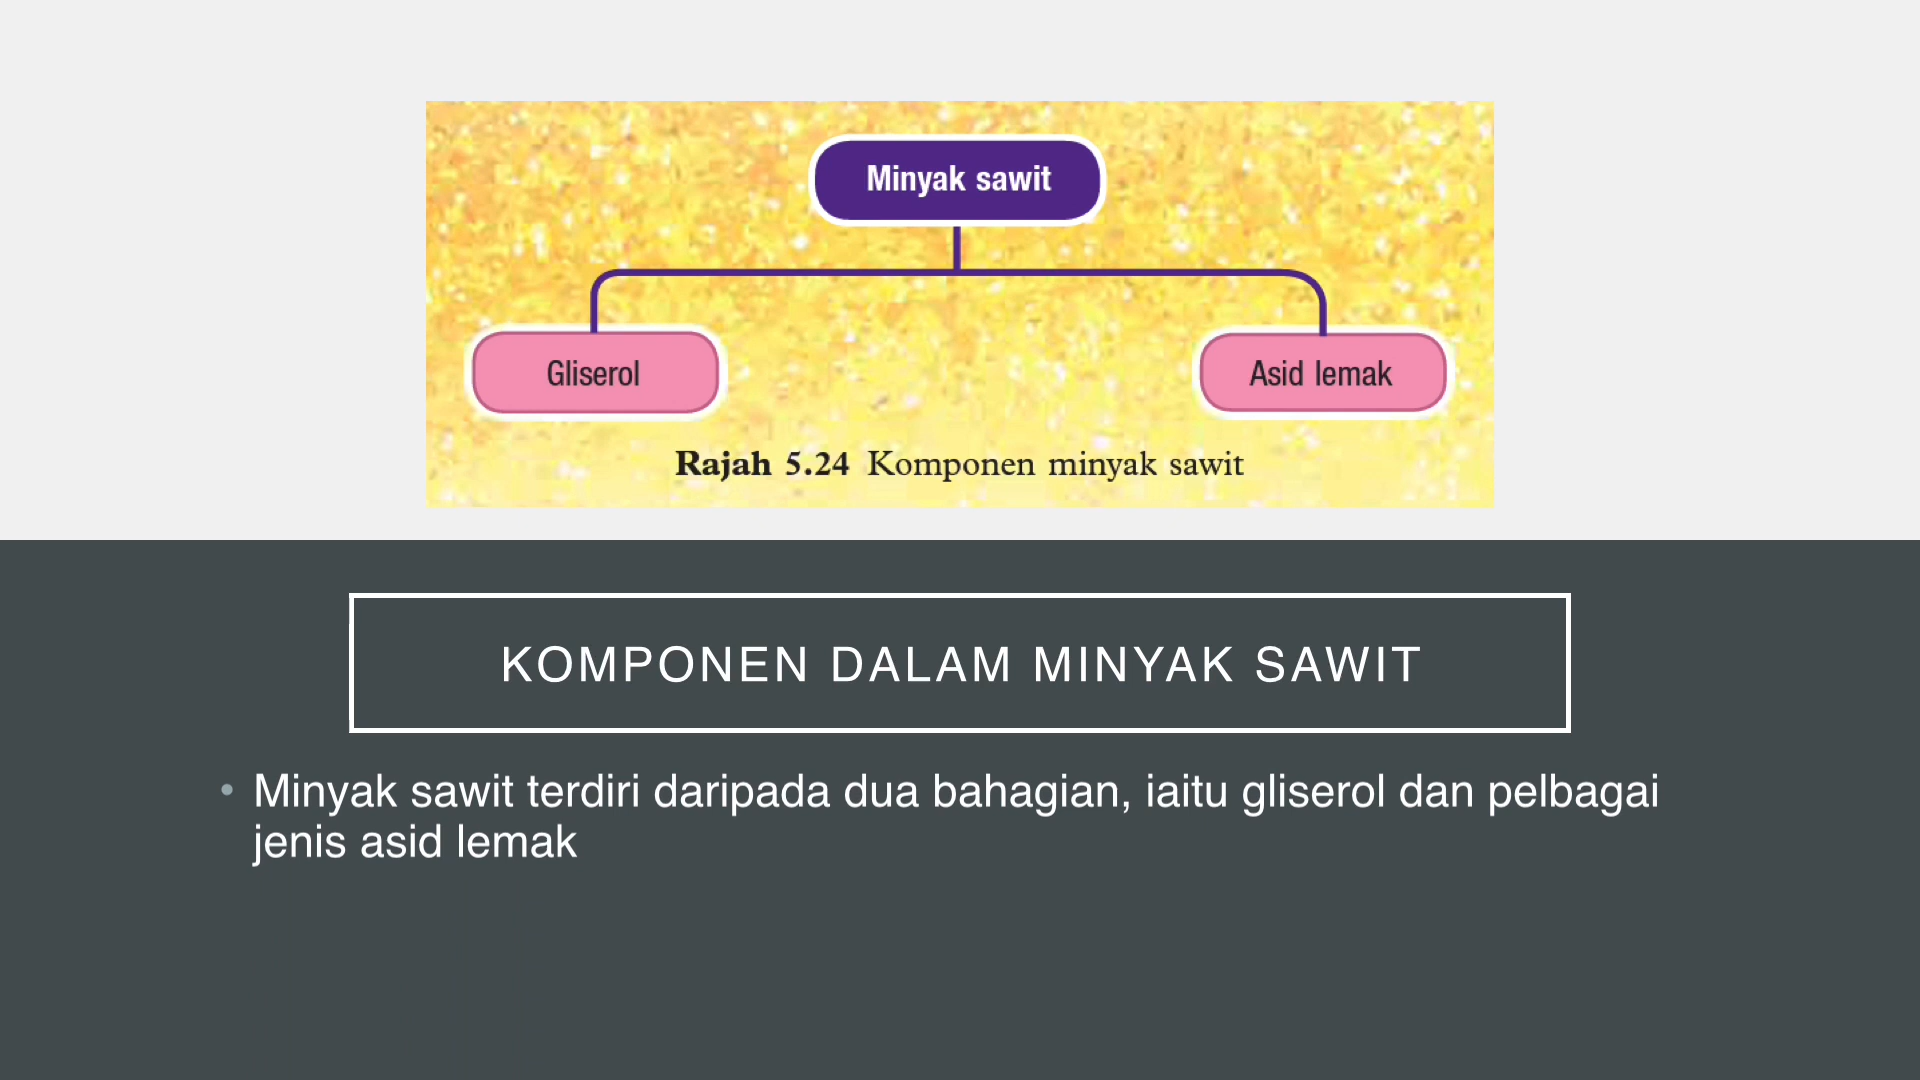 Minyak sawit
Gliserol
Asid lemak
Rajah 5.24 Komponen minyak sawit
KOMPONEN DALAM MINYAK SAWIT
• Minyak sawit terdiri daripada dua bahagian, iaitu gliserol dan pelbagai
jenis asid lemak